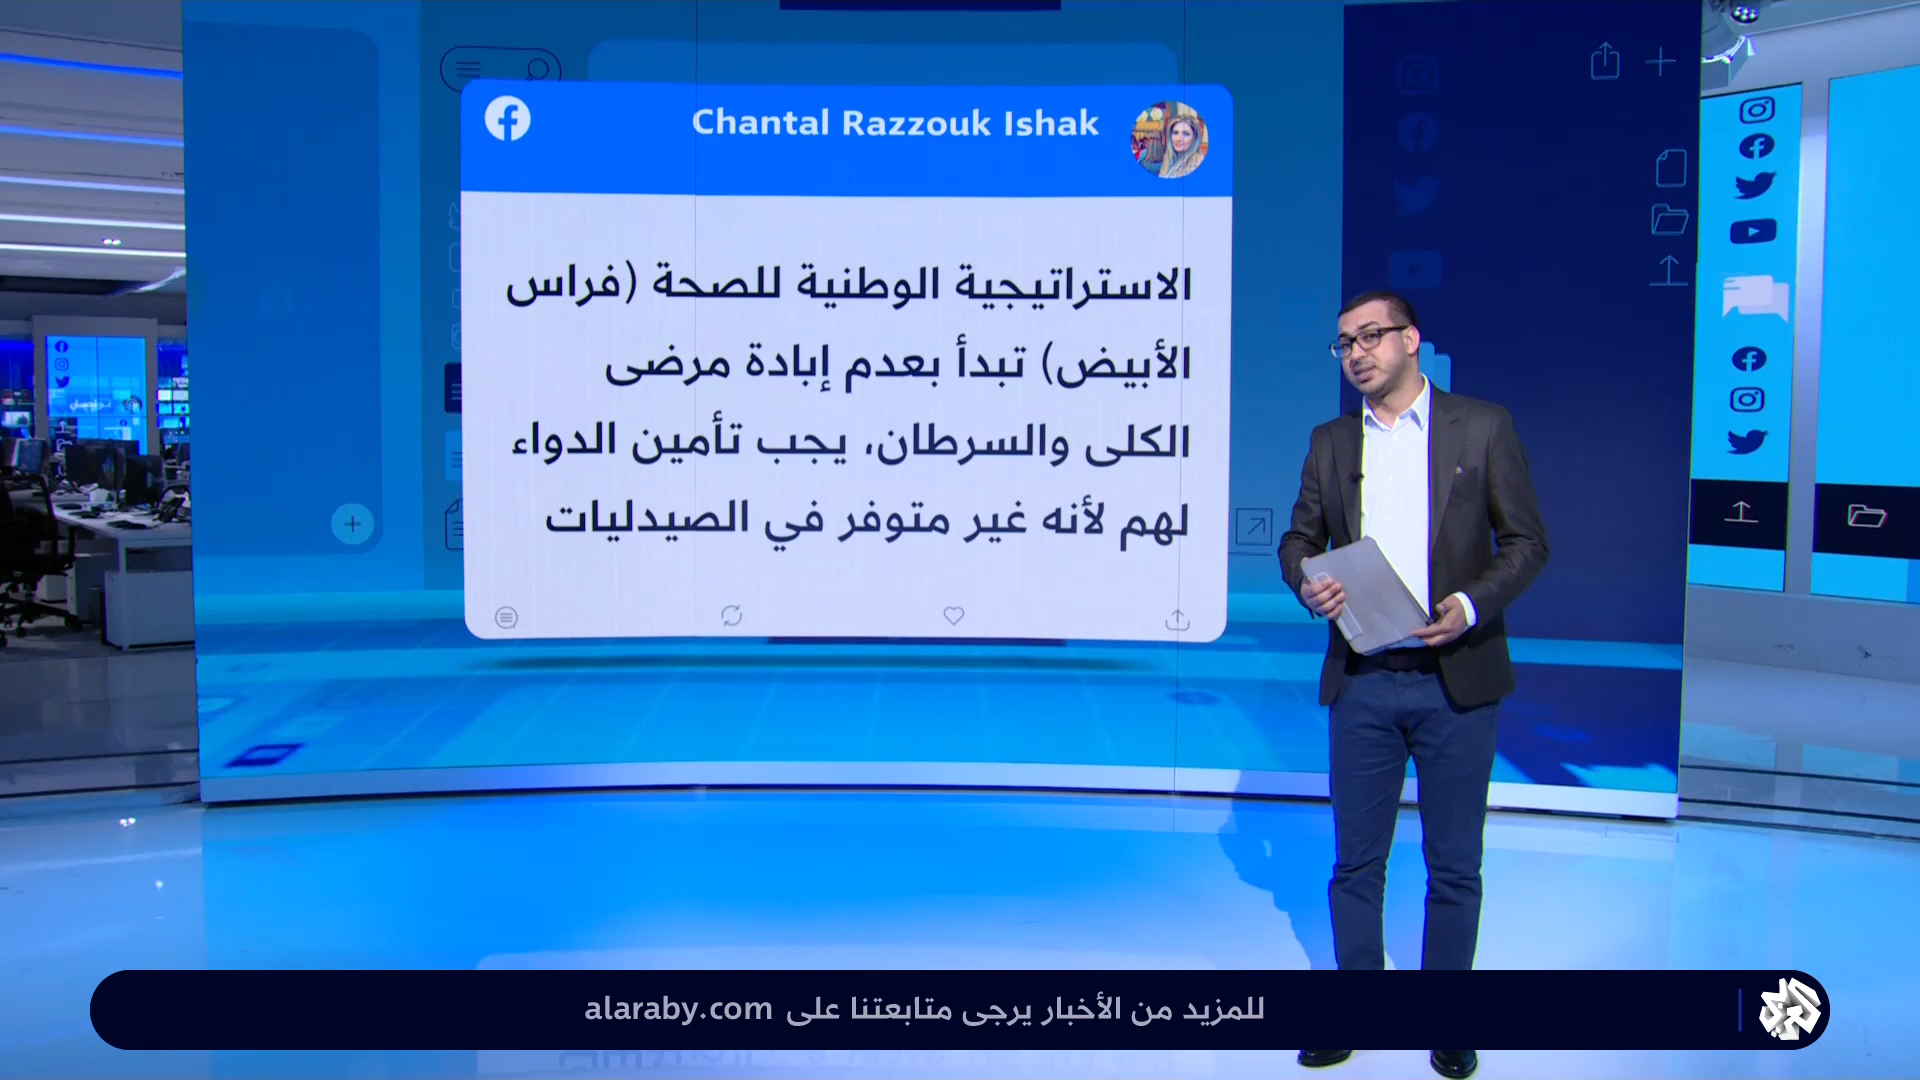 Chantal Razzouk Ishak
الاستراتيجية الوطنية للصحة (فراس
الأبيض) تبدأ بعدم إبادة مرضى
الكلى والسرطان، يجب تأمين الدواء
لهم لأنه غير متوفر في الصيدليات
للمزيد من الأخبار يرجى متابعتنا على alaraby.com